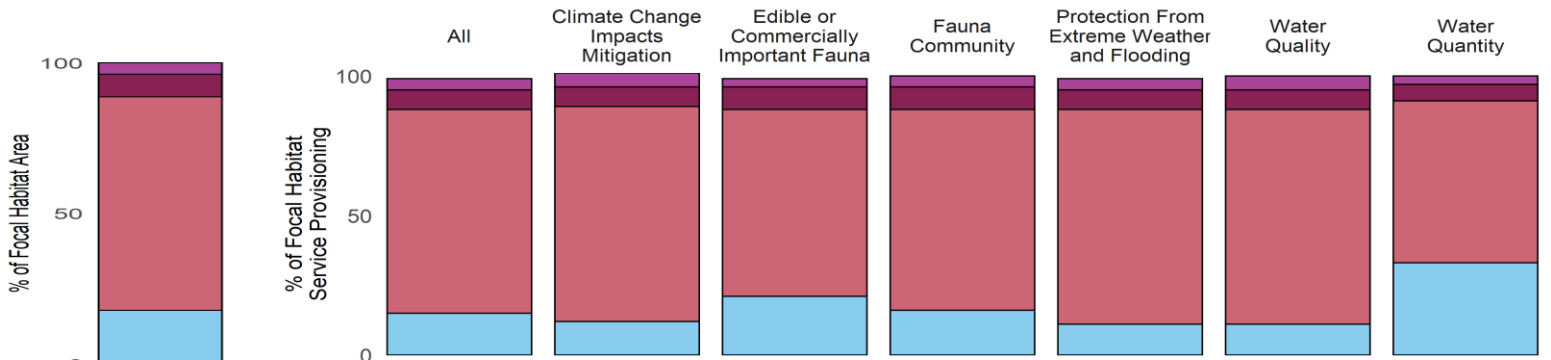 % of Focal Habitat Area
100
50
% of Focal Habitat
Service Provisioning
100
50
0
All
Climate Change
Impacts
Mitigation
Edible or
Commercially
Important Fauna
Fauna
Community
Protection From
Extreme Weather
and Flooding
Water
Quality
Water
Quantity